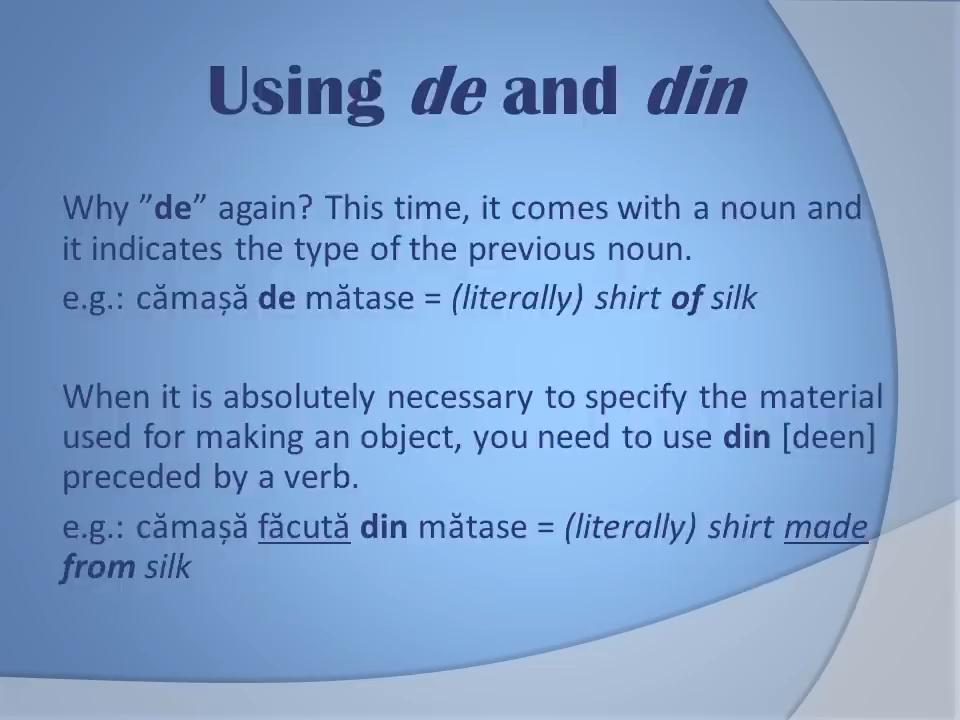 Using de and din
Why ”de” again? This time, it comes with a noun and
it indicates the type of the previous noun.
e.g.: cămașă de mătase = (literally) shirt of silk
When it is absolutely necessary to specify the material
used for making an object, you need to use din [deen]
preceded by a verb.
e.g.: cămașă făcută din mătase = (literally) shirt made
from silk